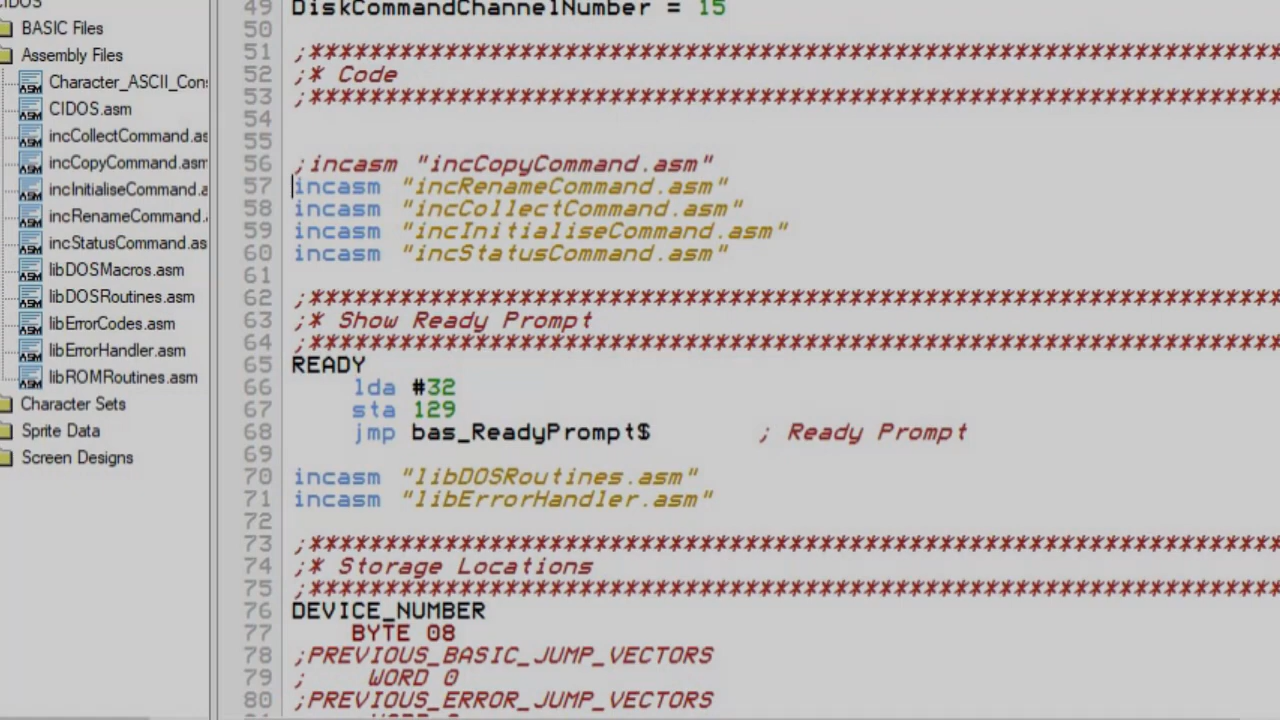 CIDOS
BASIC Files
Assembly Files
Character_ASCII_Cons
CIDOS.asm
incCollectCommand.as
incCopyCommand.asm
incInitialiseCommand.a
incRenameCommand.
incStatusCommand.as
libDOSMacros.asm
libDOSRoutines.asm
libErrorCodes.asm
libErrorHandler.asm
libROMRoutines.asm
Character Sets
Sprite Data
Screen Designs
49 DiskCommandChannelNumber = 15
50
51 ;*****************************************************************
52 ;* Code
53 ;*****************************************************************
54
55
56 ;incasm "incCopyCommand.asm"
57 incasm "incRenameCommand.asm"
58 incasm "incCollectCommand.asm"
59 incasm "incInitialiseCommand.asm"
60 incasm "incStatusCommand.asm"
61
62 ;*****************************************************************
63 ;* Show Ready Prompt
64 ;*****************************************************************
65 READY
66 lda #32
67 sta 129
68 jmp bas_ReadyPrompt$ ; Ready Prompt
69
70 incasm "libDOSRoutines.asm"
71 incasm "libErrorHandler.asm"
72
73 ;*****************************************************************
74 ;* Storage Locations
75 ;*****************************************************************
76 DEVICE_NUMBER
77 BYTE 08
78 ;PREVIOUS_BASIC_JUMP_VECTORS
79 ; WORD 0
80 ;PREVIOUS_ERROR_JUMP_VECTORS